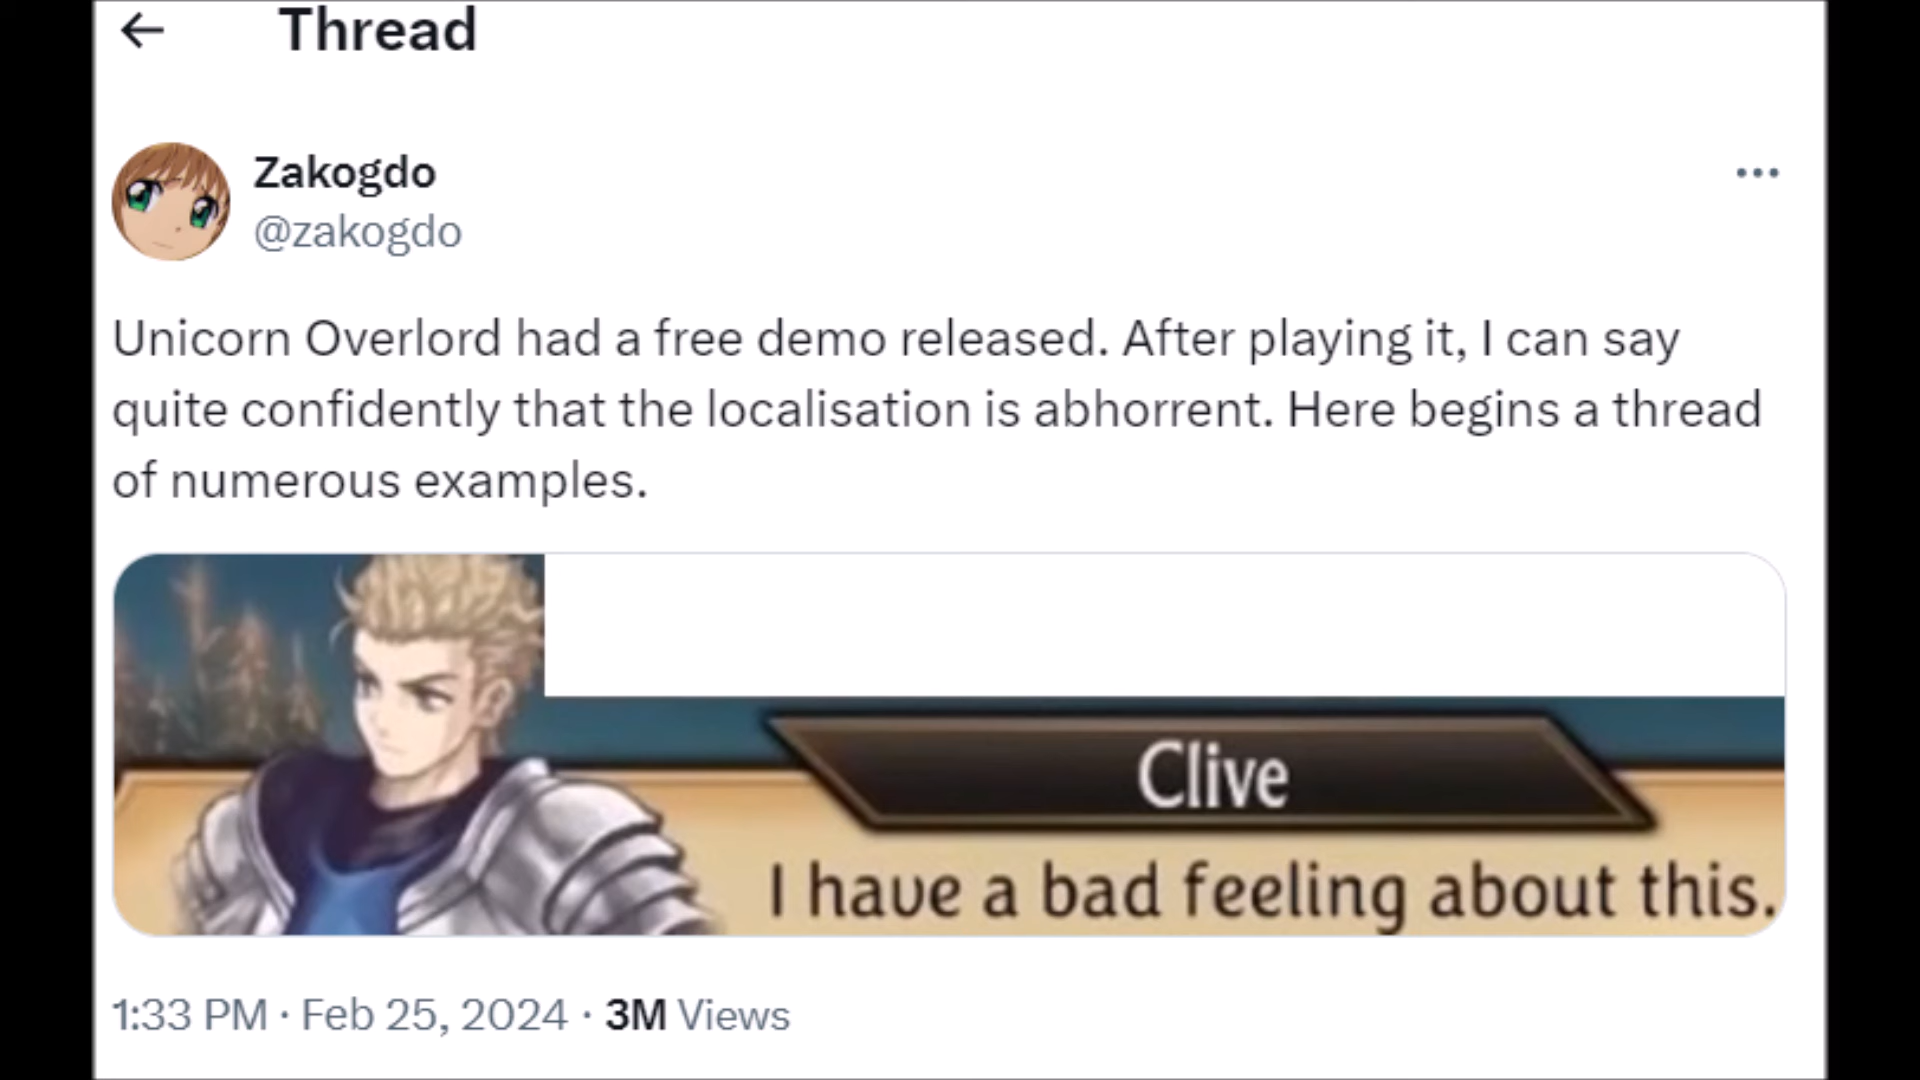 Thread
Zakogdo
@zakogdo
Unicorn Overlord had a free demo released. After playing it, I can say
quite confidently that the localisation is abhorrent. Here begins a thread
of numerous examples.
Clive
I have a bad feeling about this.
1:33 PM · Feb 25, 2024 · 3M Views